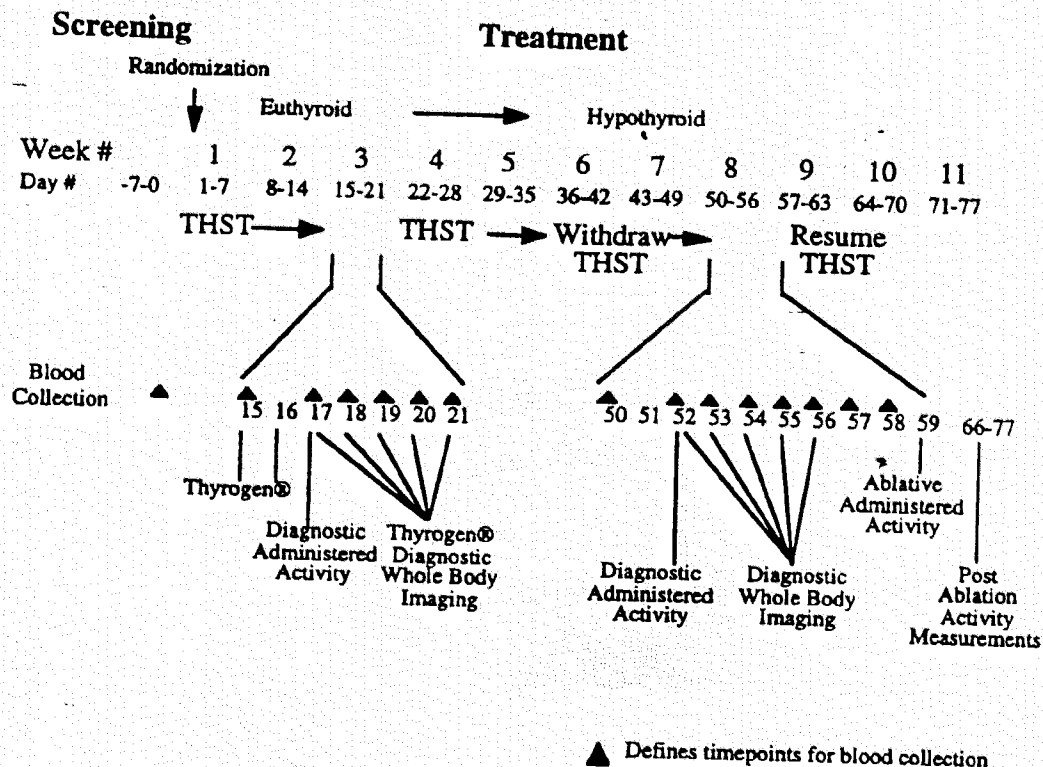 Screening
Treatment
Randomization
Euthyroid
Hypothyroid
Week # 1 2 3 4 5 6 7 8 9 10 11
Day # -7-0 1-7 8-14 15-21 22-28 29-35 36-42 43-49 50-56 57-63 64-70 71-77
THST THST Withdraw Resume
THST THST
Blood
Collection
15 16 17 18 19 20 21 50 51 52 53 54 55 56 57 58 59 66-77
Thyrogen®
Diagnostic
Administered
Activity
Thyrogen®
Diagnostic
Whole Body
Imaging
Diagnostic
Administered
Activity
Diagnostic
Whole Body
Imaging
Ablative
Administered
Activity
Post
Ablation
Activity
Measurements
▲ Defines timepoints for blood collection